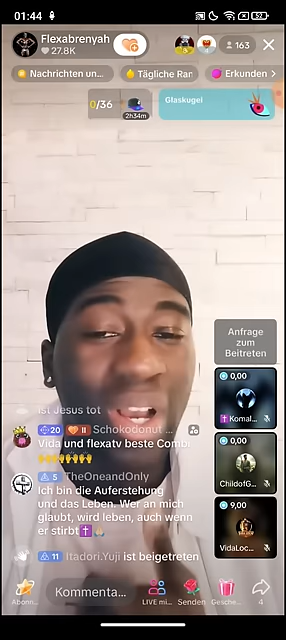 01:44
52
Flexabrenyah
27.8K
163
Nachrichten un...
Tägliche Ran
Erkunden
0/36
2h34m
Glaskugel
Anfrage
zum
Beitreten
0,00
Komal...
0,00
ChildofG...
9,00
VidaLoc...
ist Jesus tot
20 II Schokodonut ...
Vida und flexatv beste Combi
5 TheOneandOnly
Ich bin die Auferstehung
und das Leben. Wer an mich
glaubt, wird leben, auch wenn
er stirbt
11 Itadori.Yuji ist beigetreten
Abonn...
Kommenta...
LIVE mi...
Senden
Gesche...
4